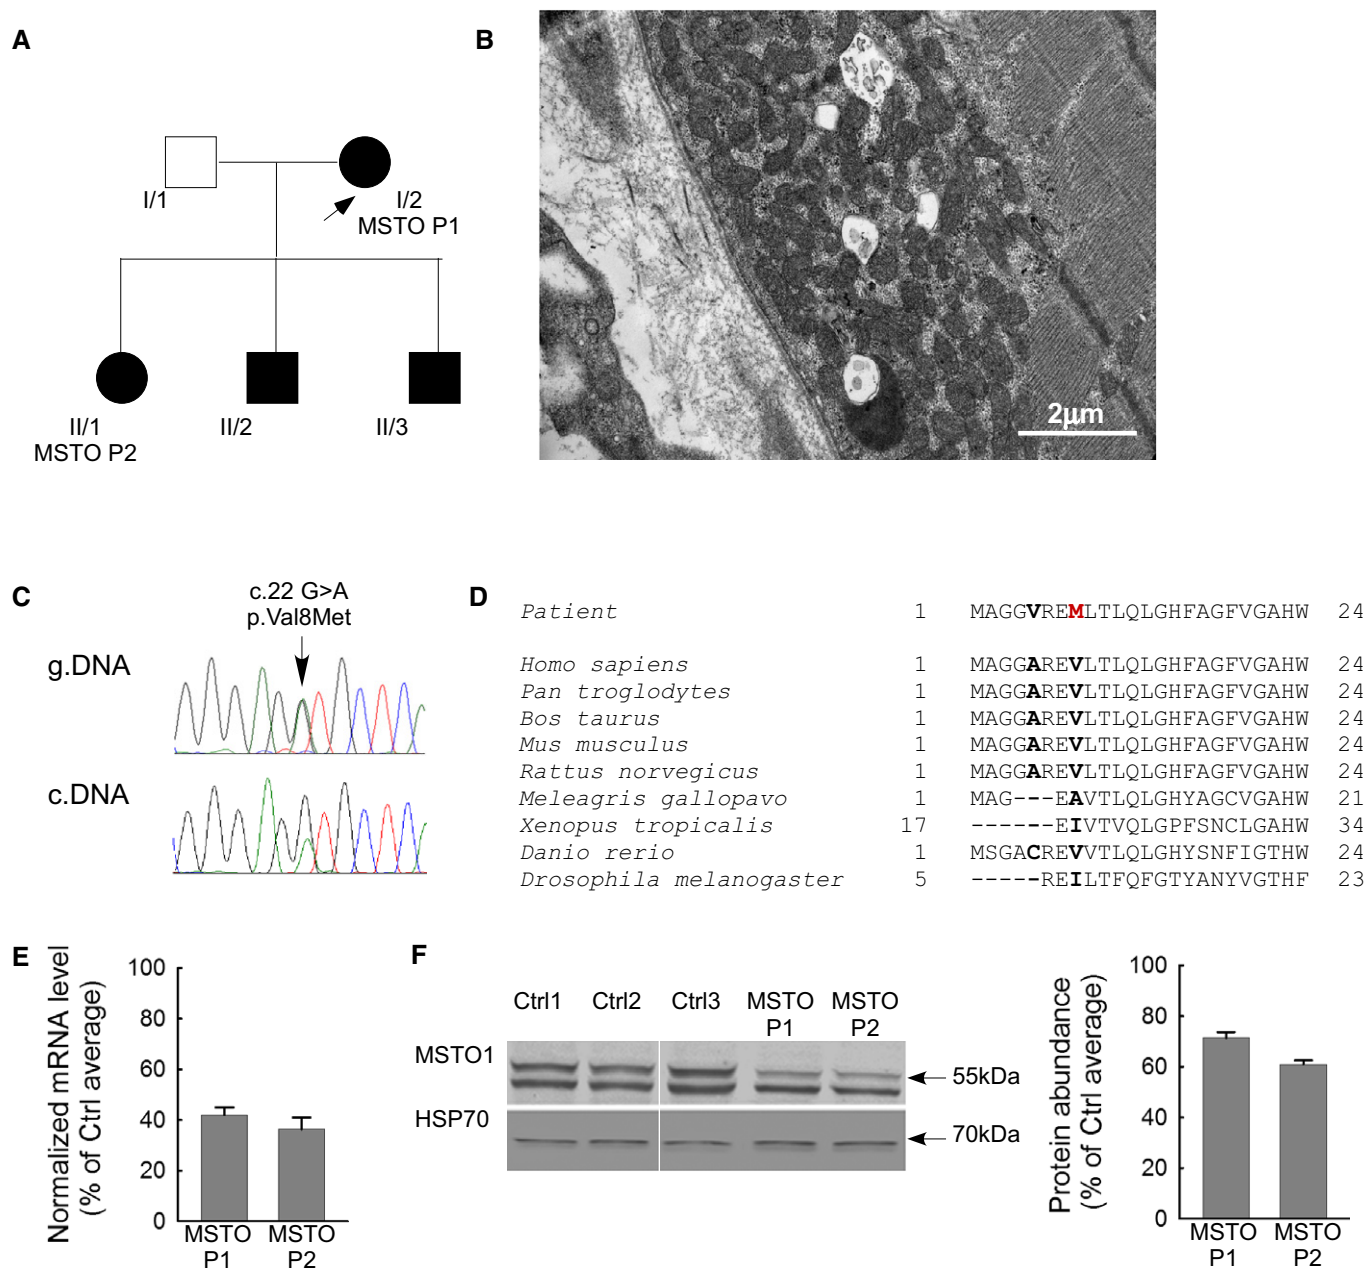 A
I/1
I/2
MSTO P1
II/1
MSTO P2
II/2
II/3
B
2µm
C
c.22 G>A
p.Val8Met
g.DNA
c.DNA
D
Patient 1 MAGGVREMLTLQLGHFAGFVGAHW 24
Homo sapiens 1 MAGGAREVLTLQLGHFAGFVGAHW 24
Pan troglodytes 1 MAGGAREVLTLQLGHFAGFVGAHW 24
Bos taurus 1 MAGGAREVLTLQLGHFAGFVGAHW 24
Mus musculus 1 MAGGAREVLTLQLGHFAGFVGAHW 24
Rattus norvegicus 1 MAGGAREVLTLQLGHFAGFVGAHW 24
Meleagris gallopavo 1 MAG---EAVTLQLGHYAGCVGAHW 21
Xenopus tropicalis 17 ------EIVTVQLGPFSNCLGAHW 34
Danio rerio 1 MSGACREVVTLQLGHYSNFIGTHW 24
Drosophila melanogaster 5 -----REILTFQFGTYANYVGTHF 23
E
Normalized mRNA level
(% of Ctrl average)
100
80
60
40
20
0
MSTO
P1
MSTO
P2
F
Ctrl1 Ctrl2 Ctrl3 MSTO MSTO
P1 P2
MSTO1
55kDa
HSP70
70kDa
Protein abundance
(% of Ctrl average)
100
80
60
40
20
0
MSTO
P1
MSTO
P2